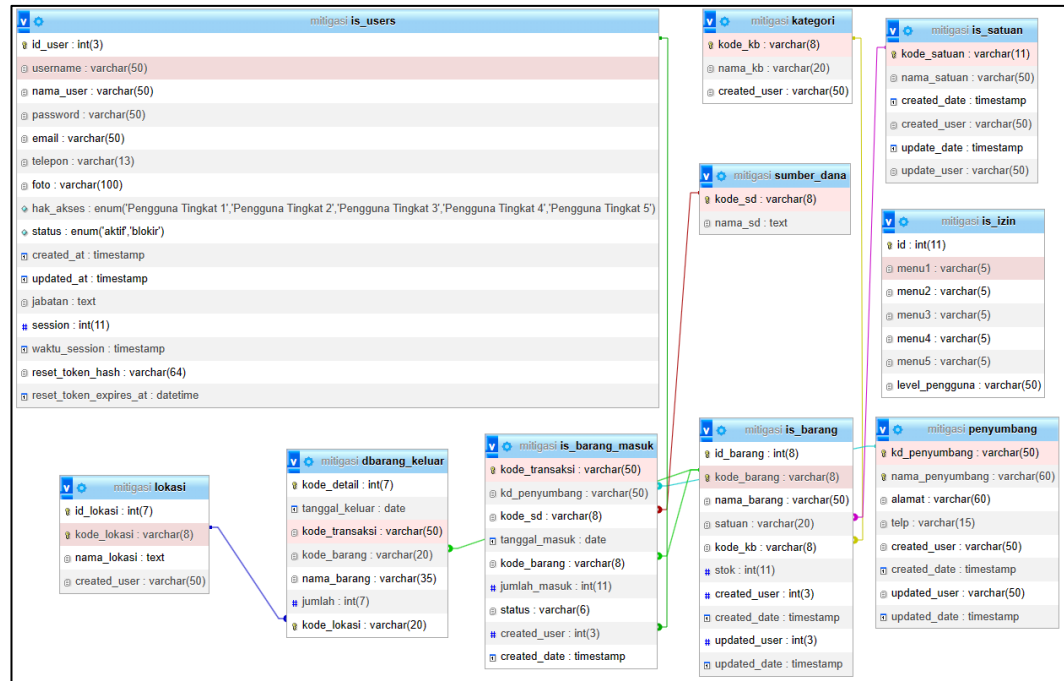 mitigasi is_users
id_user : int(3)
username : varchar(50)
nama_user : varchar(50)
password : varchar(50)
email : varchar(50)
telepon : varchar(13)
foto : varchar(100)
hak_akses : enum('Pengguna Tingkat 1','Pengguna Tingkat 2','Pengguna Tingkat 3','Pengguna Tingkat 4','Pengguna Tingkat 5')
status : enum('aktif','blokir')
created_at : timestamp
updated_at : timestamp
jabatan : text
# session : int(11)
waktu_session : timestamp
reset_token_hash : varchar(64)
reset_token_expires_at : datetime
mitigasi kategori
kode_kb : varchar(8)
nama_kb : varchar(20)
created_user : varchar(50)
mitigasi is_satuan
kode_satuan : varchar(11)
nama_satuan : varchar(50)
created_date : timestamp
created_user : varchar(50)
update_date : timestamp
update_user : varchar(50)
mitigasi sumber_dana
kode_sd : varchar(8)
nama_sd : text
mitigasi is_izin
id : int(11)
menu1 : varchar(5)
menu2 : varchar(5)
menu3 : varchar(5)
menu4 : varchar(5)
menu5 : varchar(5)
level_pengguna : varchar(50)
mitigasi lokasi
id_lokasi : int(7)
kode_lokasi : varchar(8)
nama_lokasi : text
created_user : varchar(50)
mitigasi dbarang_keluar
kode_detail : int(7)
tanggal_keluar : date
kode_transaksi : varchar(50)
kode_barang : varchar(20)
nama_barang : varchar(35)
# jumlah : int(7)
kode_lokasi : varchar(20)
mitigasi is_barang_masuk
kode_transaksi : varchar(50)
kd_penyumbang : varchar(50)
kode_sd : varchar(8)
tanggal_masuk : date
kode_barang : varchar(8)
# jumlah_masuk : int(11)
status : varchar(6)
# created_user : int(3)
created_date : timestamp
mitigasi is_barang
id_barang : int(8)
kode_barang : varchar(8)
nama_barang : varchar(50)
satuan : varchar(20)
kode_kb : varchar(8)
# stok : int(11)
# created_user : int(3)
created_date : timestamp
# updated_user : int(3)
updated_date : timestamp
mitigasi penyumbang
kd_penyumbang : varchar(50)
nama_penyumbang : varchar(60)
alamat : varchar(60)
telp : varchar(15)
created_user : varchar(50)
created_date : timestamp
updated_user : varchar(50)
updated_date : timestamp